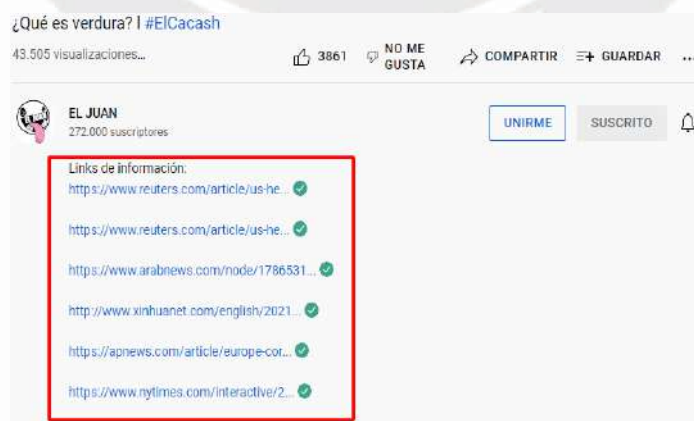 ¿Qué es verdura? l #ElCacash
43.505 visualizaciones...
3861
NO ME GUSTA
COMPARTIR
GUARDAR
...
EL JUAN
272.000 suscriptores
UNIRME
SUSCRITO
Links de información:
https://www.reuters.com/article/us-he...
https://www.reuters.com/article/us-he...
https://www.arabnews.com/node/1786531...
http://www.xinhuanet.com/english/2021...
https://apnews.com/article/europe-cor...
https://www.nytimes.com/interactive/2...